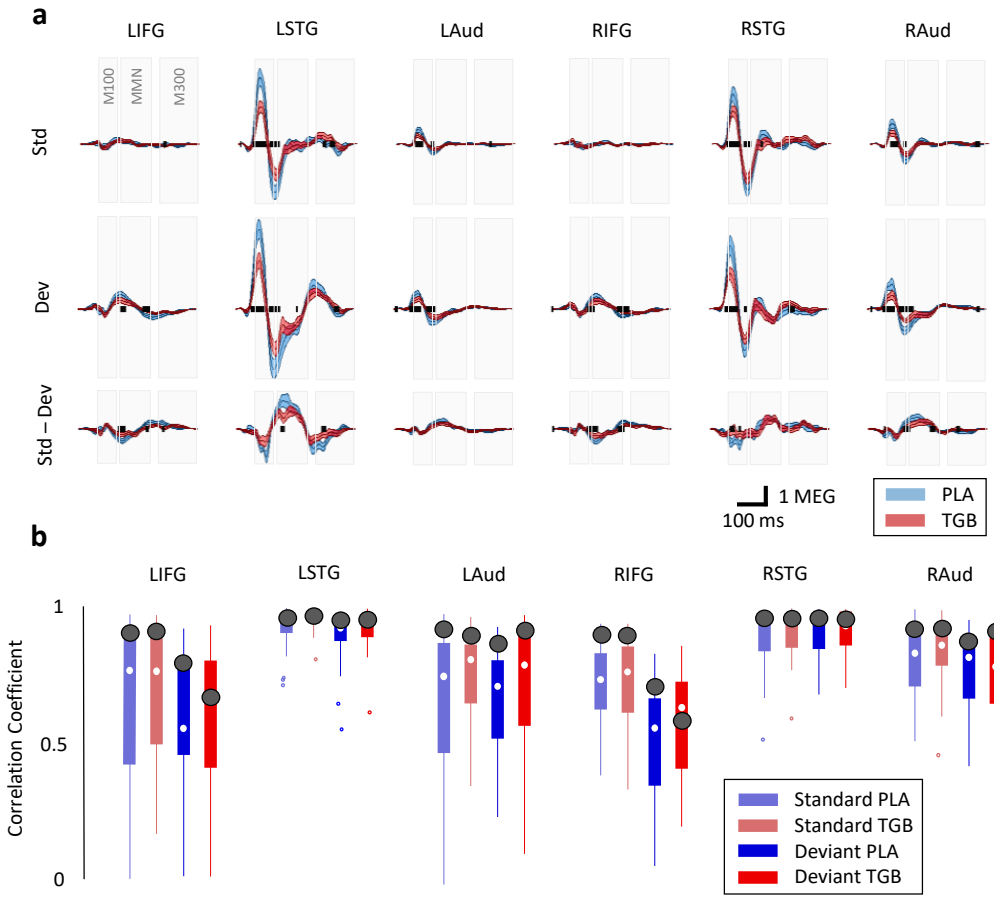 a
LIFG LSTG LAud RIFG RSTG RAud
M100 MMN M300
Std
Dev
Std – Dev
1 MEG
100 ms
PLA
TGB
b
LIFG LSTG LAud RIFG RSTG RAud
Correlation Coefficient
1
0.5
0
Standard PLA
Standard TGB
Deviant PLA
Deviant TGB